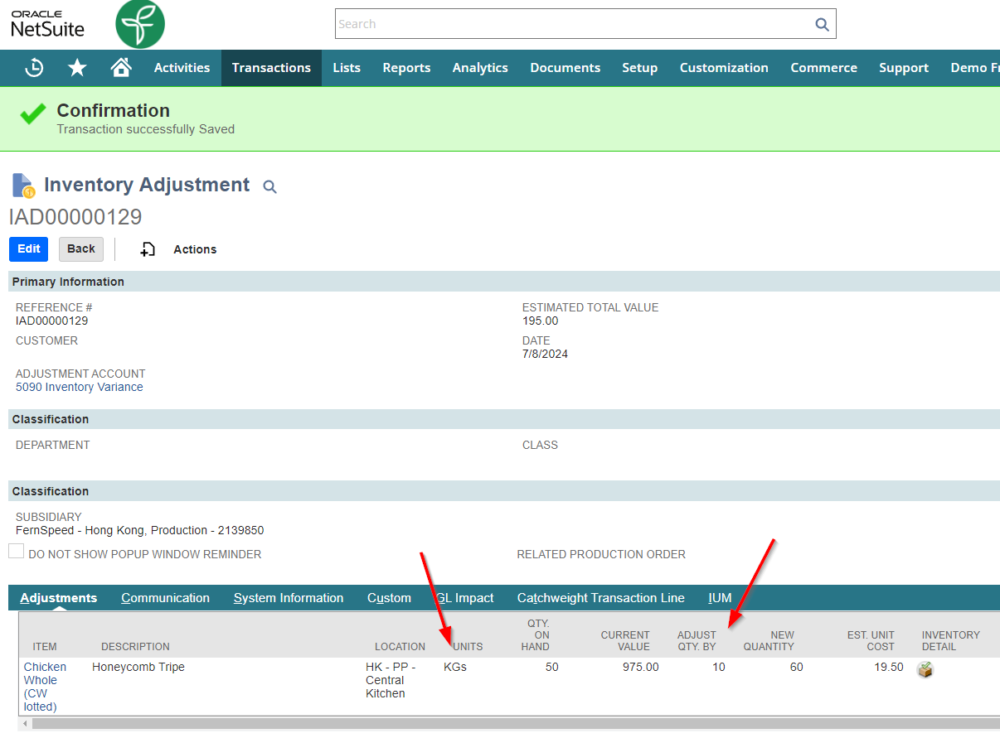 ORACLE
NetSuite
Search
Activities Transactions Lists Reports Analytics Documents Setup Customization Commerce Support Demo Fr
Confirmation
Transaction successfully Saved
Inventory Adjustment
IAD00000129
Edit Back Actions
Primary Information
REFERENCE #
IAD00000129
CUSTOMER
ADJUSTMENT ACCOUNT
5090 Inventory Variance
ESTIMATED TOTAL VALUE
195.00
DATE
7/8/2024
Classification
DEPARTMENT CLASS
Classification
SUBSIDIARY
FernSpeed - Hong Kong, Production - 2139850
DO NOT SHOW POPUP WINDOW REMINDER RELATED PRODUCTION ORDER
Adjustments Communication System Information Custom GL Impact Catchweight Transaction Line IUM
ITEM DESCRIPTION LOCATION UNITS QTY. ON HAND CURRENT VALUE ADJUST QTY. BY NEW QUANTITY EST. UNIT COST INVENTORY DETAIL
Chicken Whole (CW lotted) Honeycomb Tripe HK - PP - Central Kitchen KGs 50 975.00 10 60 19.50